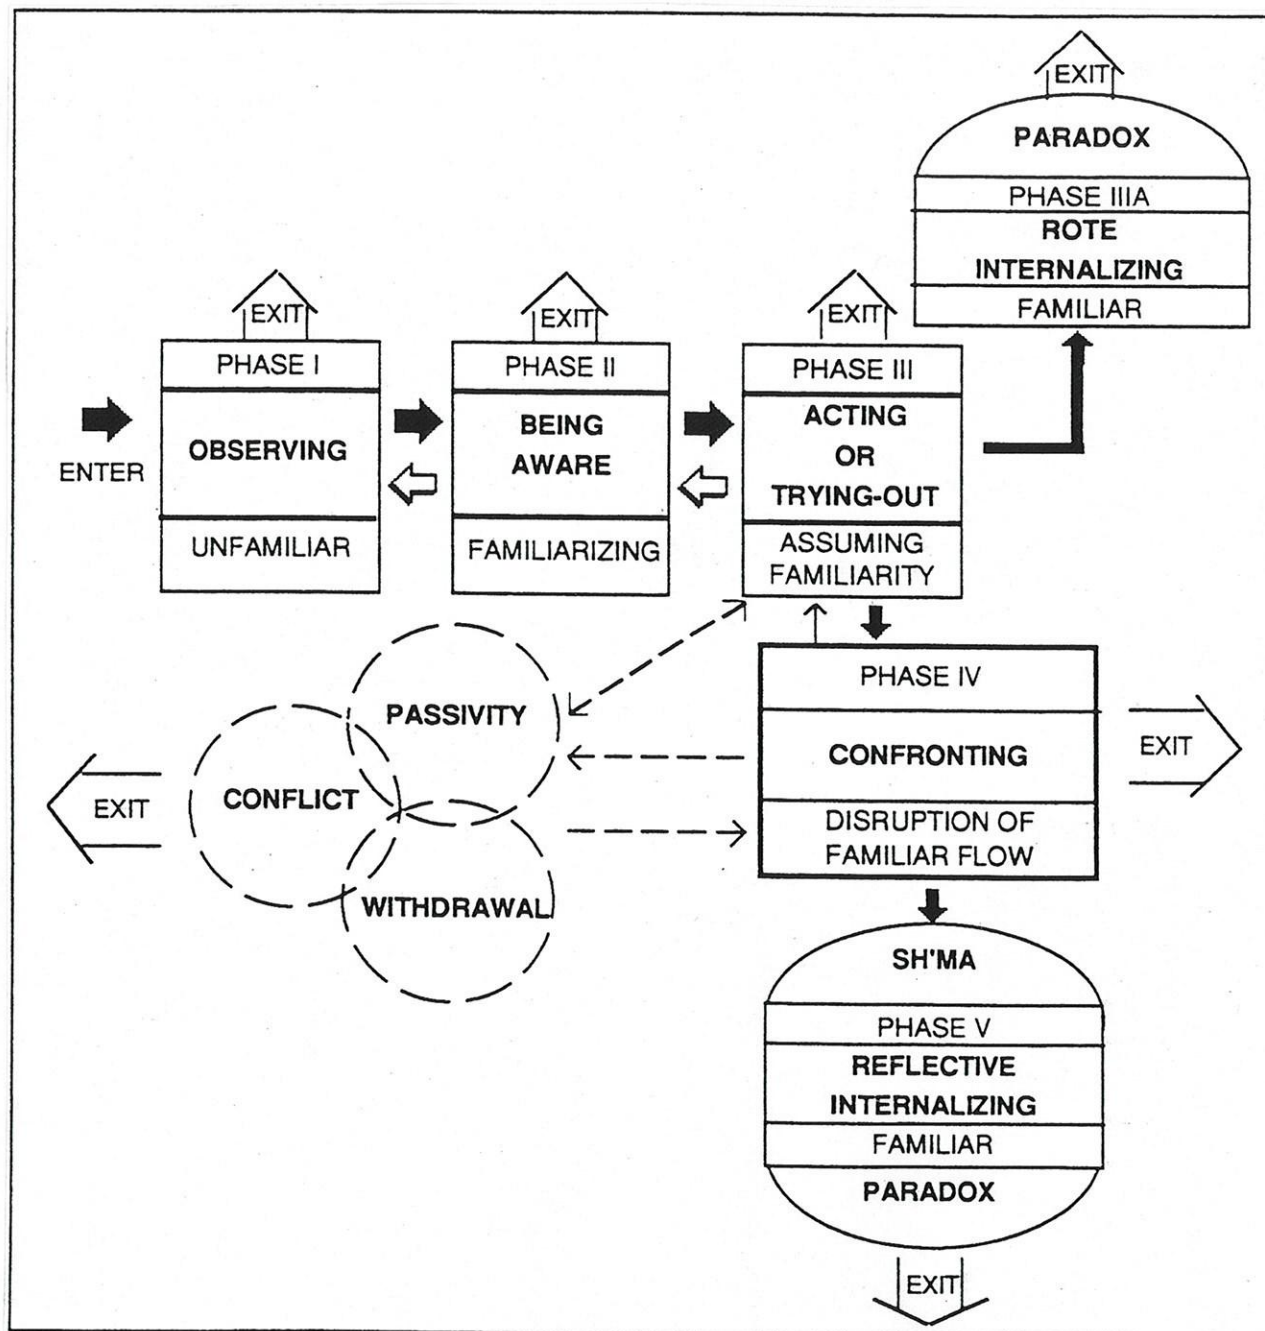 EXIT
PARADOX
PHASE IIIA
ROTE
INTERNALIZING
FAMILIAR
ENTER
EXIT
PHASE I
OBSERVING
UNFAMILIAR
EXIT
PHASE II
BEING
AWARE
FAMILIARIZING
EXIT
PHASE III
ACTING
OR
TRYING-OUT
ASSUMING
FAMILIARITY
PASSIVITY
CONFLICT
WITHDRAWAL
EXIT
PHASE IV
CONFRONTING
DISRUPTION OF
FAMILIAR FLOW
EXIT
SH'MA
PHASE V
REFLECTIVE
INTERNALIZING
FAMILIAR
PARADOX
EXIT